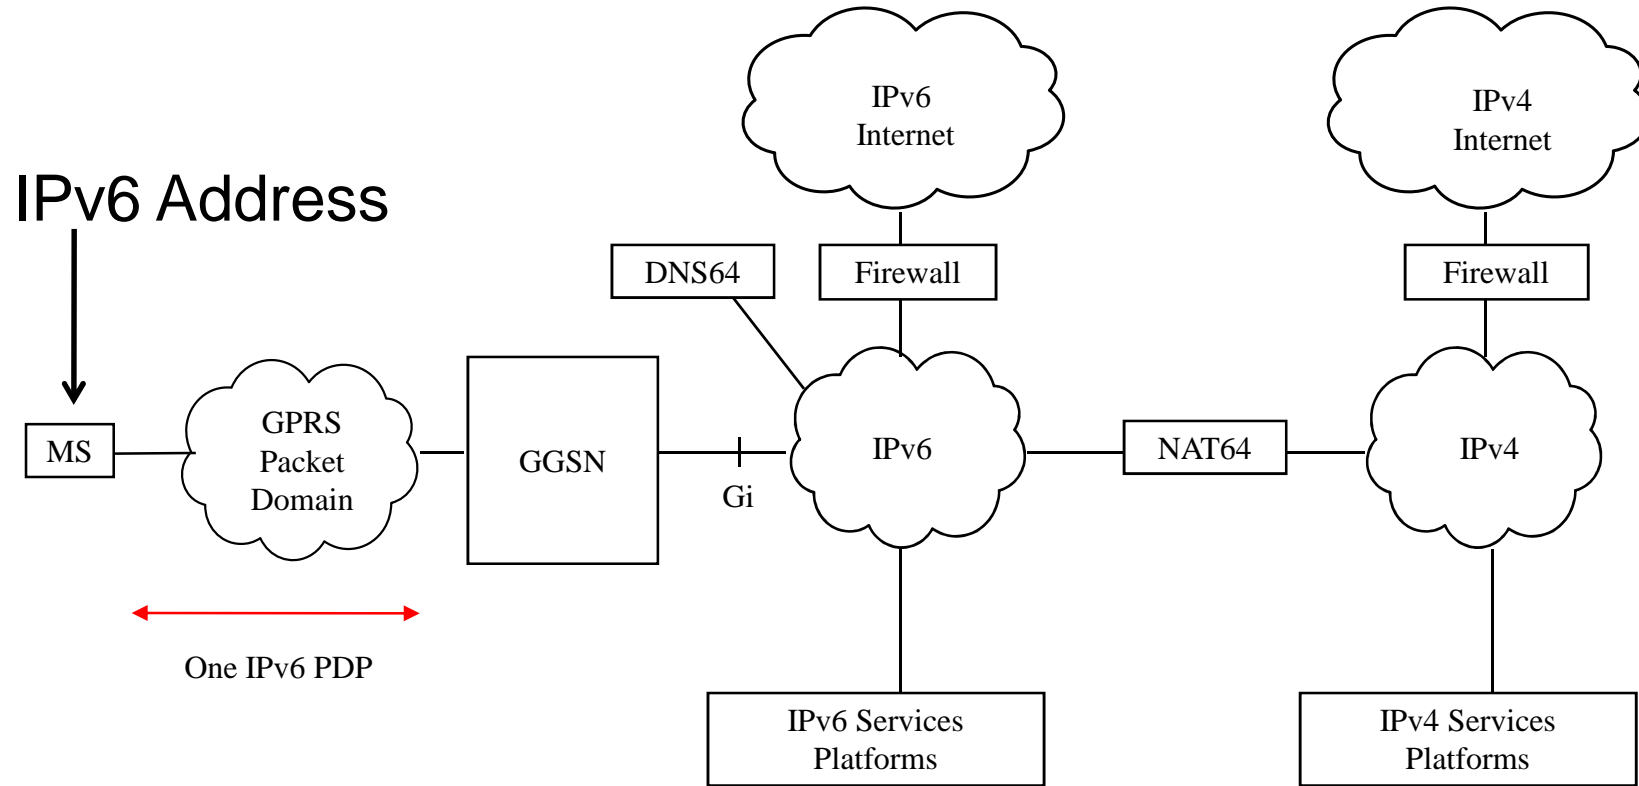 IPv6
Internet
IPv4
Internet
IPv6 Address
DNS64
Firewall
Firewall
MS
GPRS
Packet
Domain
GGSN
Gi
IPv6
NAT64
IPv4
One IPv6 PDP
IPv6 Services
Platforms
IPv4 Services
Platforms